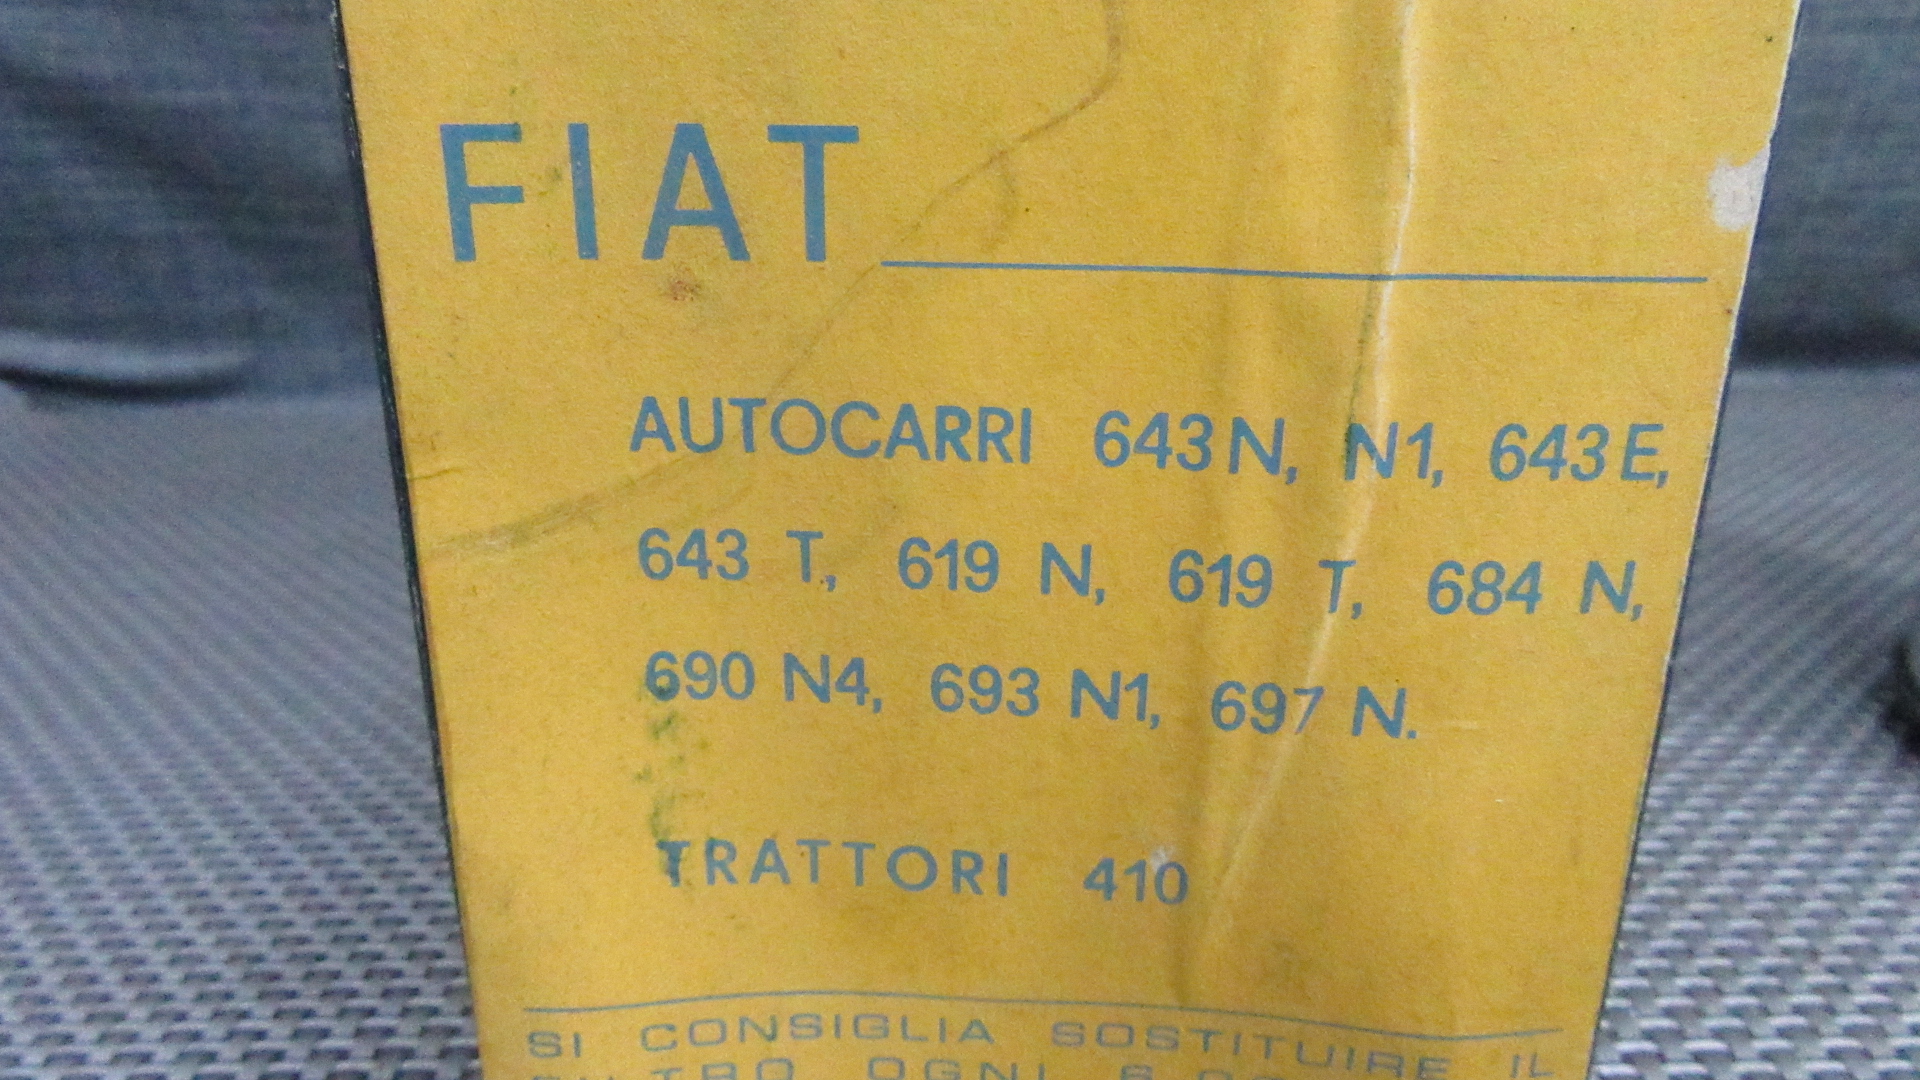 FIAT
AUTOCARRI 643 N, N1, 643 E,
643 T, 619 N, 619 T, 684 N,
690 N4, 693 N1, 697 N.
TRATTORI 410
SI CONSIGLIA SOSTITUIRE IL
OGNI